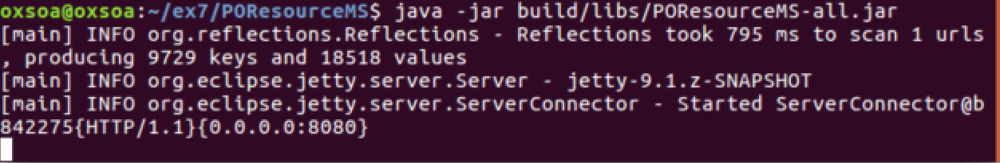 oxsoa@oxsoa:~/ex7/POResourceMS$ java -jar build/libs/POResourceMS-all.jar
[main] INFO org.reflections.Reflections - Reflections took 795 ms to scan 1 urls
, producing 9729 keys and 18518 values
[main] INFO org.eclipse.jetty.server.Server - jetty-9.1.z-SNAPSHOT
[main] INFO org.eclipse.jetty.server.ServerConnector - Started ServerConnector@b
842275{HTTP/1.1}{0.0.0.0:8080}